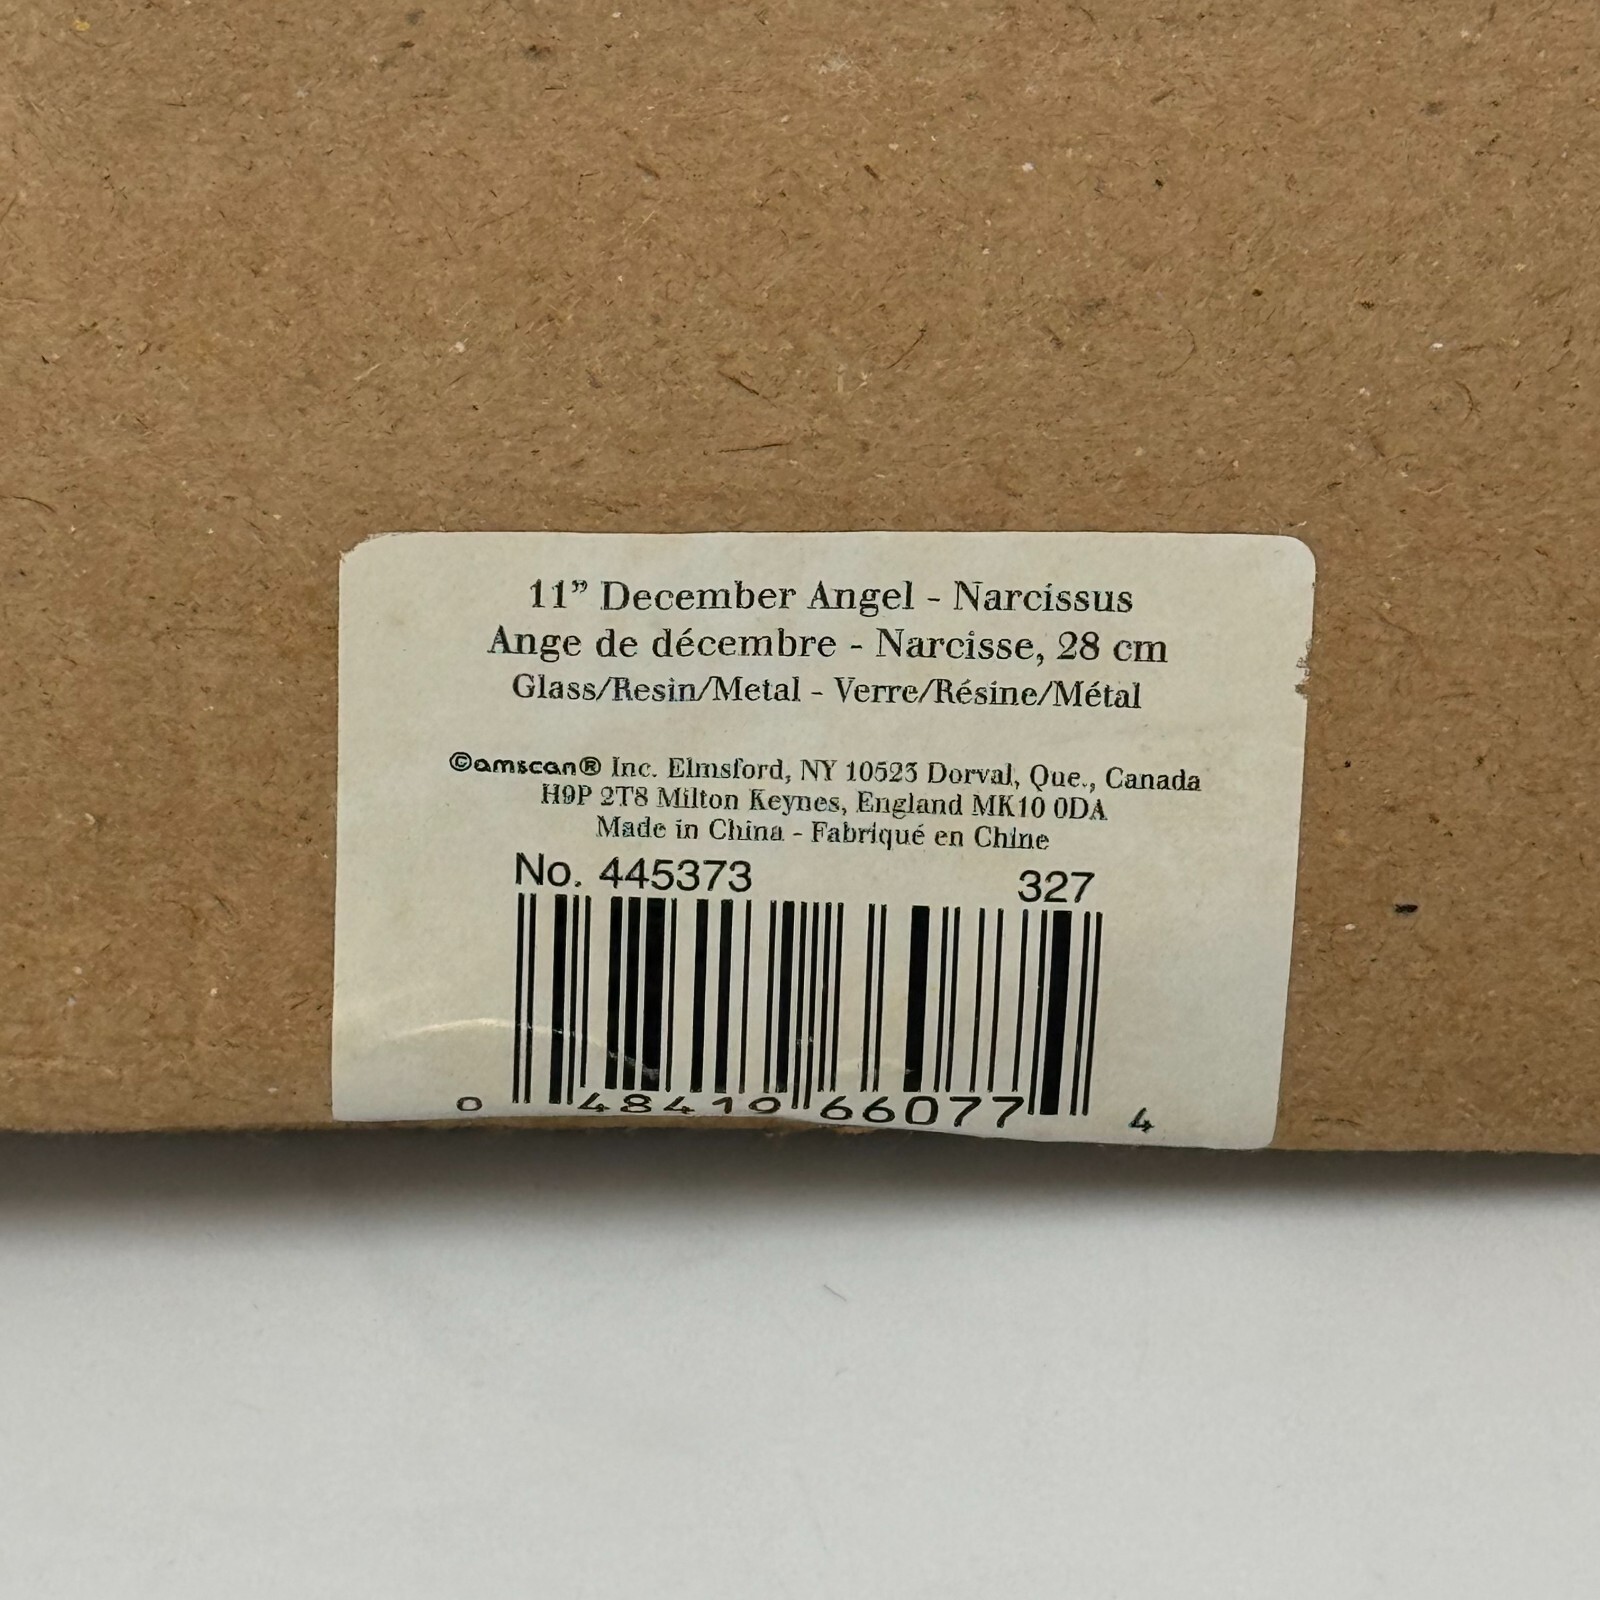 11” December Angel - Narcissus
Ange de décembre - Narcisse, 28 cm
Glass/Resin/Metal - Verre/Résine/Métal
©amscan® Inc. Elmsford, NY 10523 Dorval, Que., Canada
H9P 2T8 Milton Keynes, England MK10 0DA
Made in China - Fabriqué en Chine
No. 445373 327
0 48419 66077 4